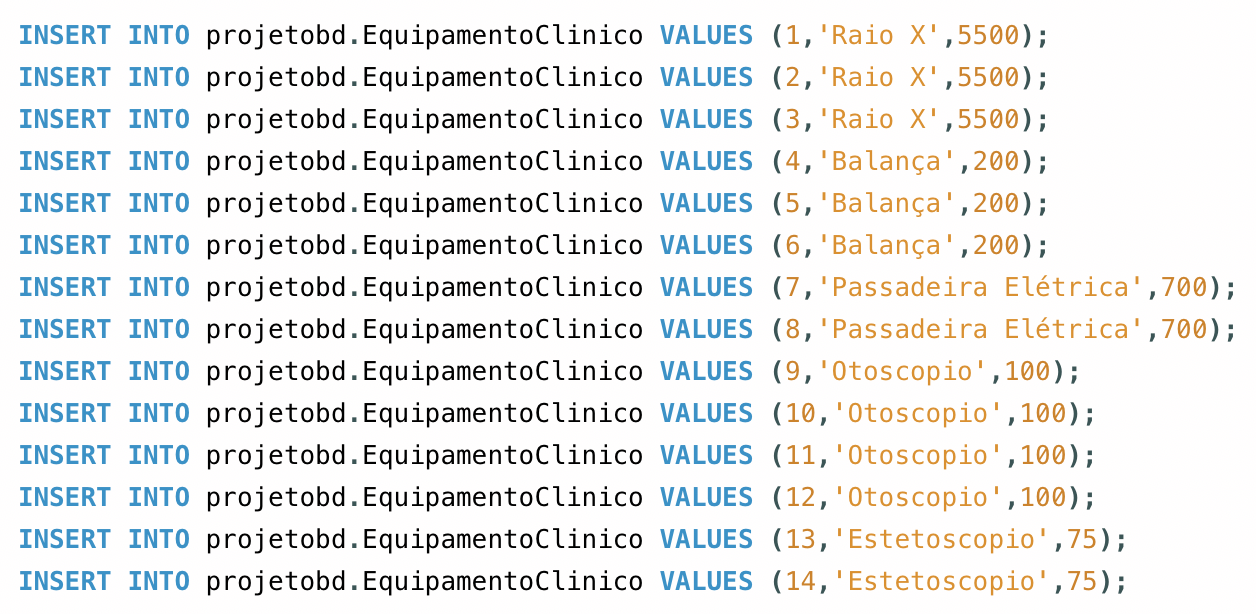 INSERT INTO projetobd.EquipamentoClinico VALUES (1,'Raio X',5500);
INSERT INTO projetobd.EquipamentoClinico VALUES (2,'Raio X',5500);
INSERT INTO projetobd.EquipamentoClinico VALUES (3,'Raio X',5500);
INSERT INTO projetobd.EquipamentoClinico VALUES (4,'Balança',200);
INSERT INTO projetobd.EquipamentoClinico VALUES (5,'Balança',200);
INSERT INTO projetobd.EquipamentoClinico VALUES (6,'Balança',200);
INSERT INTO projetobd.EquipamentoClinico VALUES (7,'Passadeira Elétrica',700);
INSERT INTO projetobd.EquipamentoClinico VALUES (8,'Passadeira Elétrica',700);
INSERT INTO projetobd.EquipamentoClinico VALUES (9,'Otoscopio',100);
INSERT INTO projetobd.EquipamentoClinico VALUES (10,'Otoscopio',100);
INSERT INTO projetobd.EquipamentoClinico VALUES (11,'Otoscopio',100);
INSERT INTO projetobd.EquipamentoClinico VALUES (12,'Otoscopio',100);
INSERT INTO projetobd.EquipamentoClinico VALUES (13,'Estetoscopio',75);
INSERT INTO projetobd.EquipamentoClinico VALUES (14,'Estetoscopio',75);